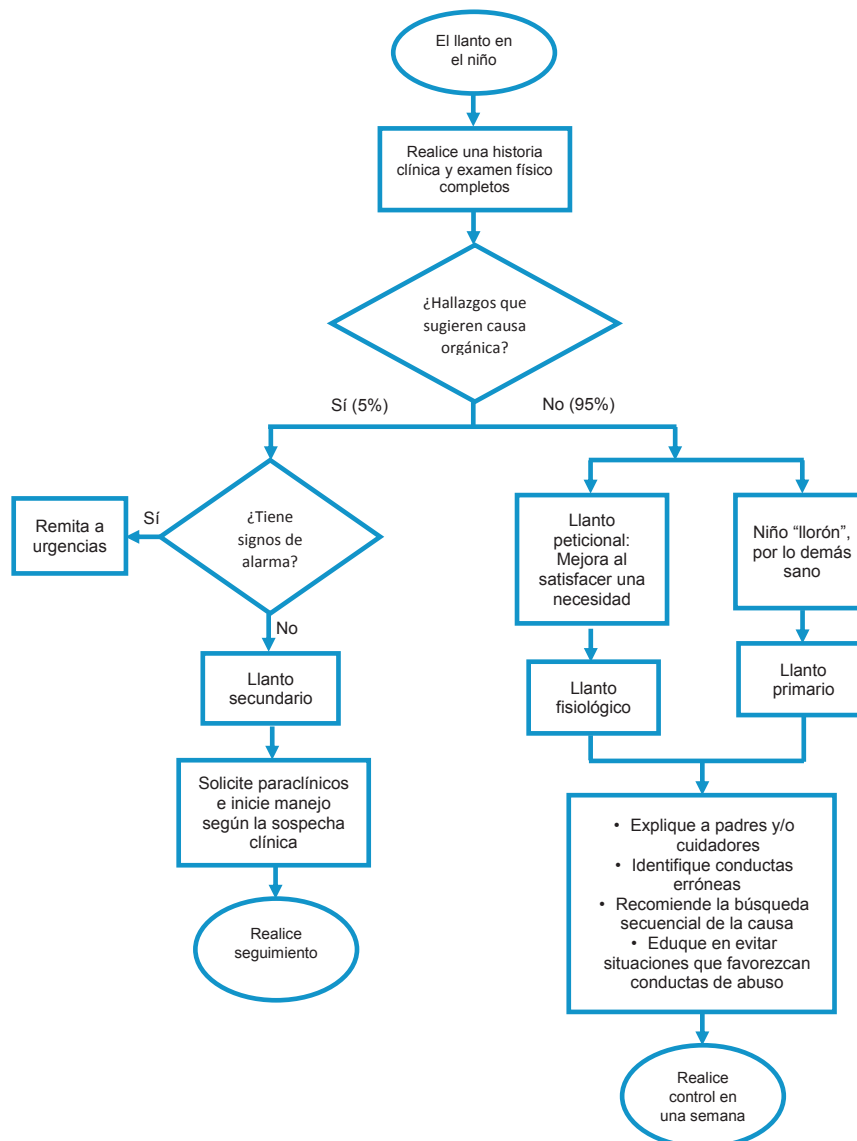 El llanto en
el niño
Realice una historia
clínica y examen físico
completos
¿Hallazgos que
sugieren causa
orgánica?
Sí (5%)
No (95%)
Remita a
urgencias
Sí
¿Tiene
signos de
alarma?
No
Llanto
secundario
Solicite paraclínicos
e inicie manejo
según la sospecha
clínica
Realice
seguimiento
Llanto
peticional:
Mejora al
satisfacer una
necesidad
Niño “llorón”,
por lo demás
sano
Llanto
fisiológico
Llanto
primario
• Explique a padres y/o
cuidadores
• Identifique conductas
erróneas
• Recomiende la búsqueda
secuencial de la causa
• Eduque en evitar
situaciones que favorezcan
conductas de abuso
Realice
control en
una semana